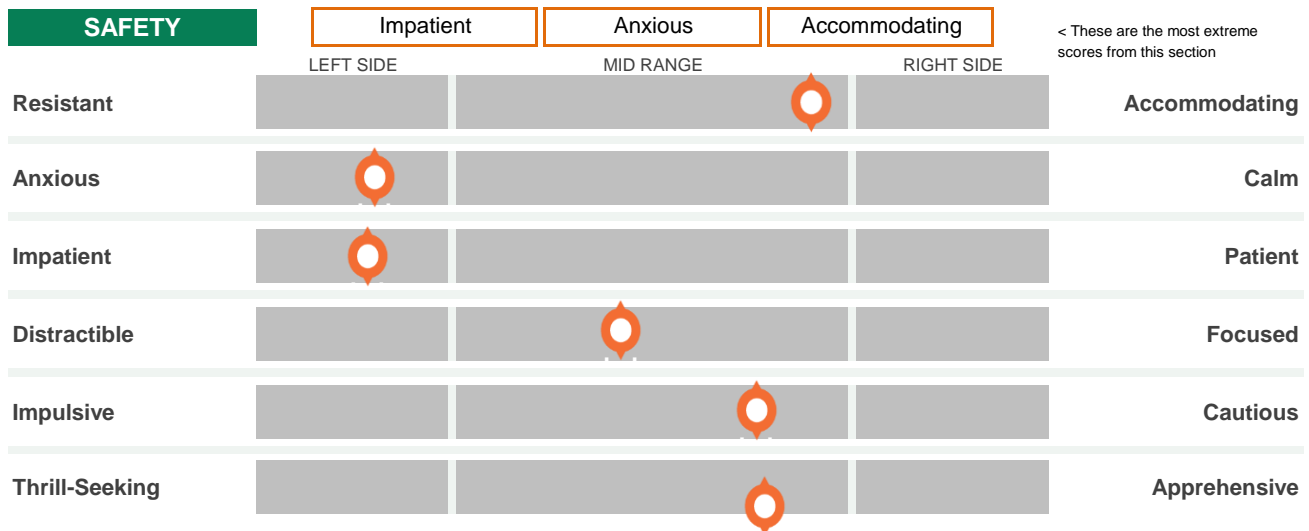 SAFETY
Impatient
Anxious
Accommodating
< These are the most extreme
scores from this section
LEFT SIDE
MID RANGE
RIGHT SIDE
Resistant
Accommodating
Anxious
Calm
Impatient
Patient
Distractible
Focused
Impulsive
Cautious
Thrill-Seeking
Apprehensive